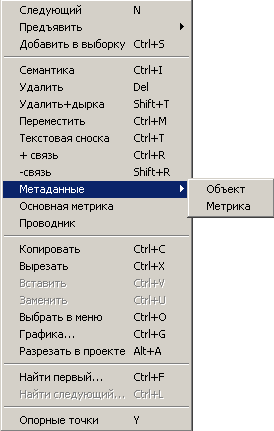 Следующий N
Предъявить
Добавить в выборку Ctrl+S
Семантика Ctrl+I
Удалить Del
Удалить+дырка Shift+T
Переместить Ctrl+M
Текстовая сноска Ctrl+T
+ связь Ctrl+R
-связь Shift+R
Метаданные Объект
Основная метрика Метрика
Проводник
Копировать Ctrl+C
Вырезать Ctrl+X
Вставить Ctrl+V
Заменить Ctrl+U
Выбрать в меню Ctrl+O
Графика... Ctrl+G
Разрезать в проекте Alt+A
Найти первый... Ctrl+F
Найти следующий... Ctrl+L
Опорные точки Y